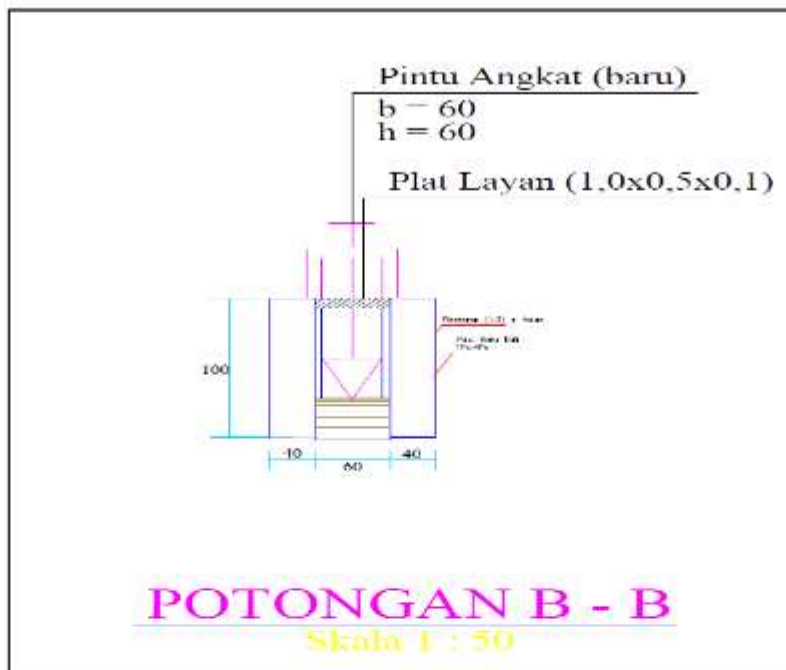 Pintu Angkat (baru)
b = 60
h = 60
Plat Layan (1,0x0,5x0,1)
100
40
60
40
POTONGAN B - B
Skala 1 : 50